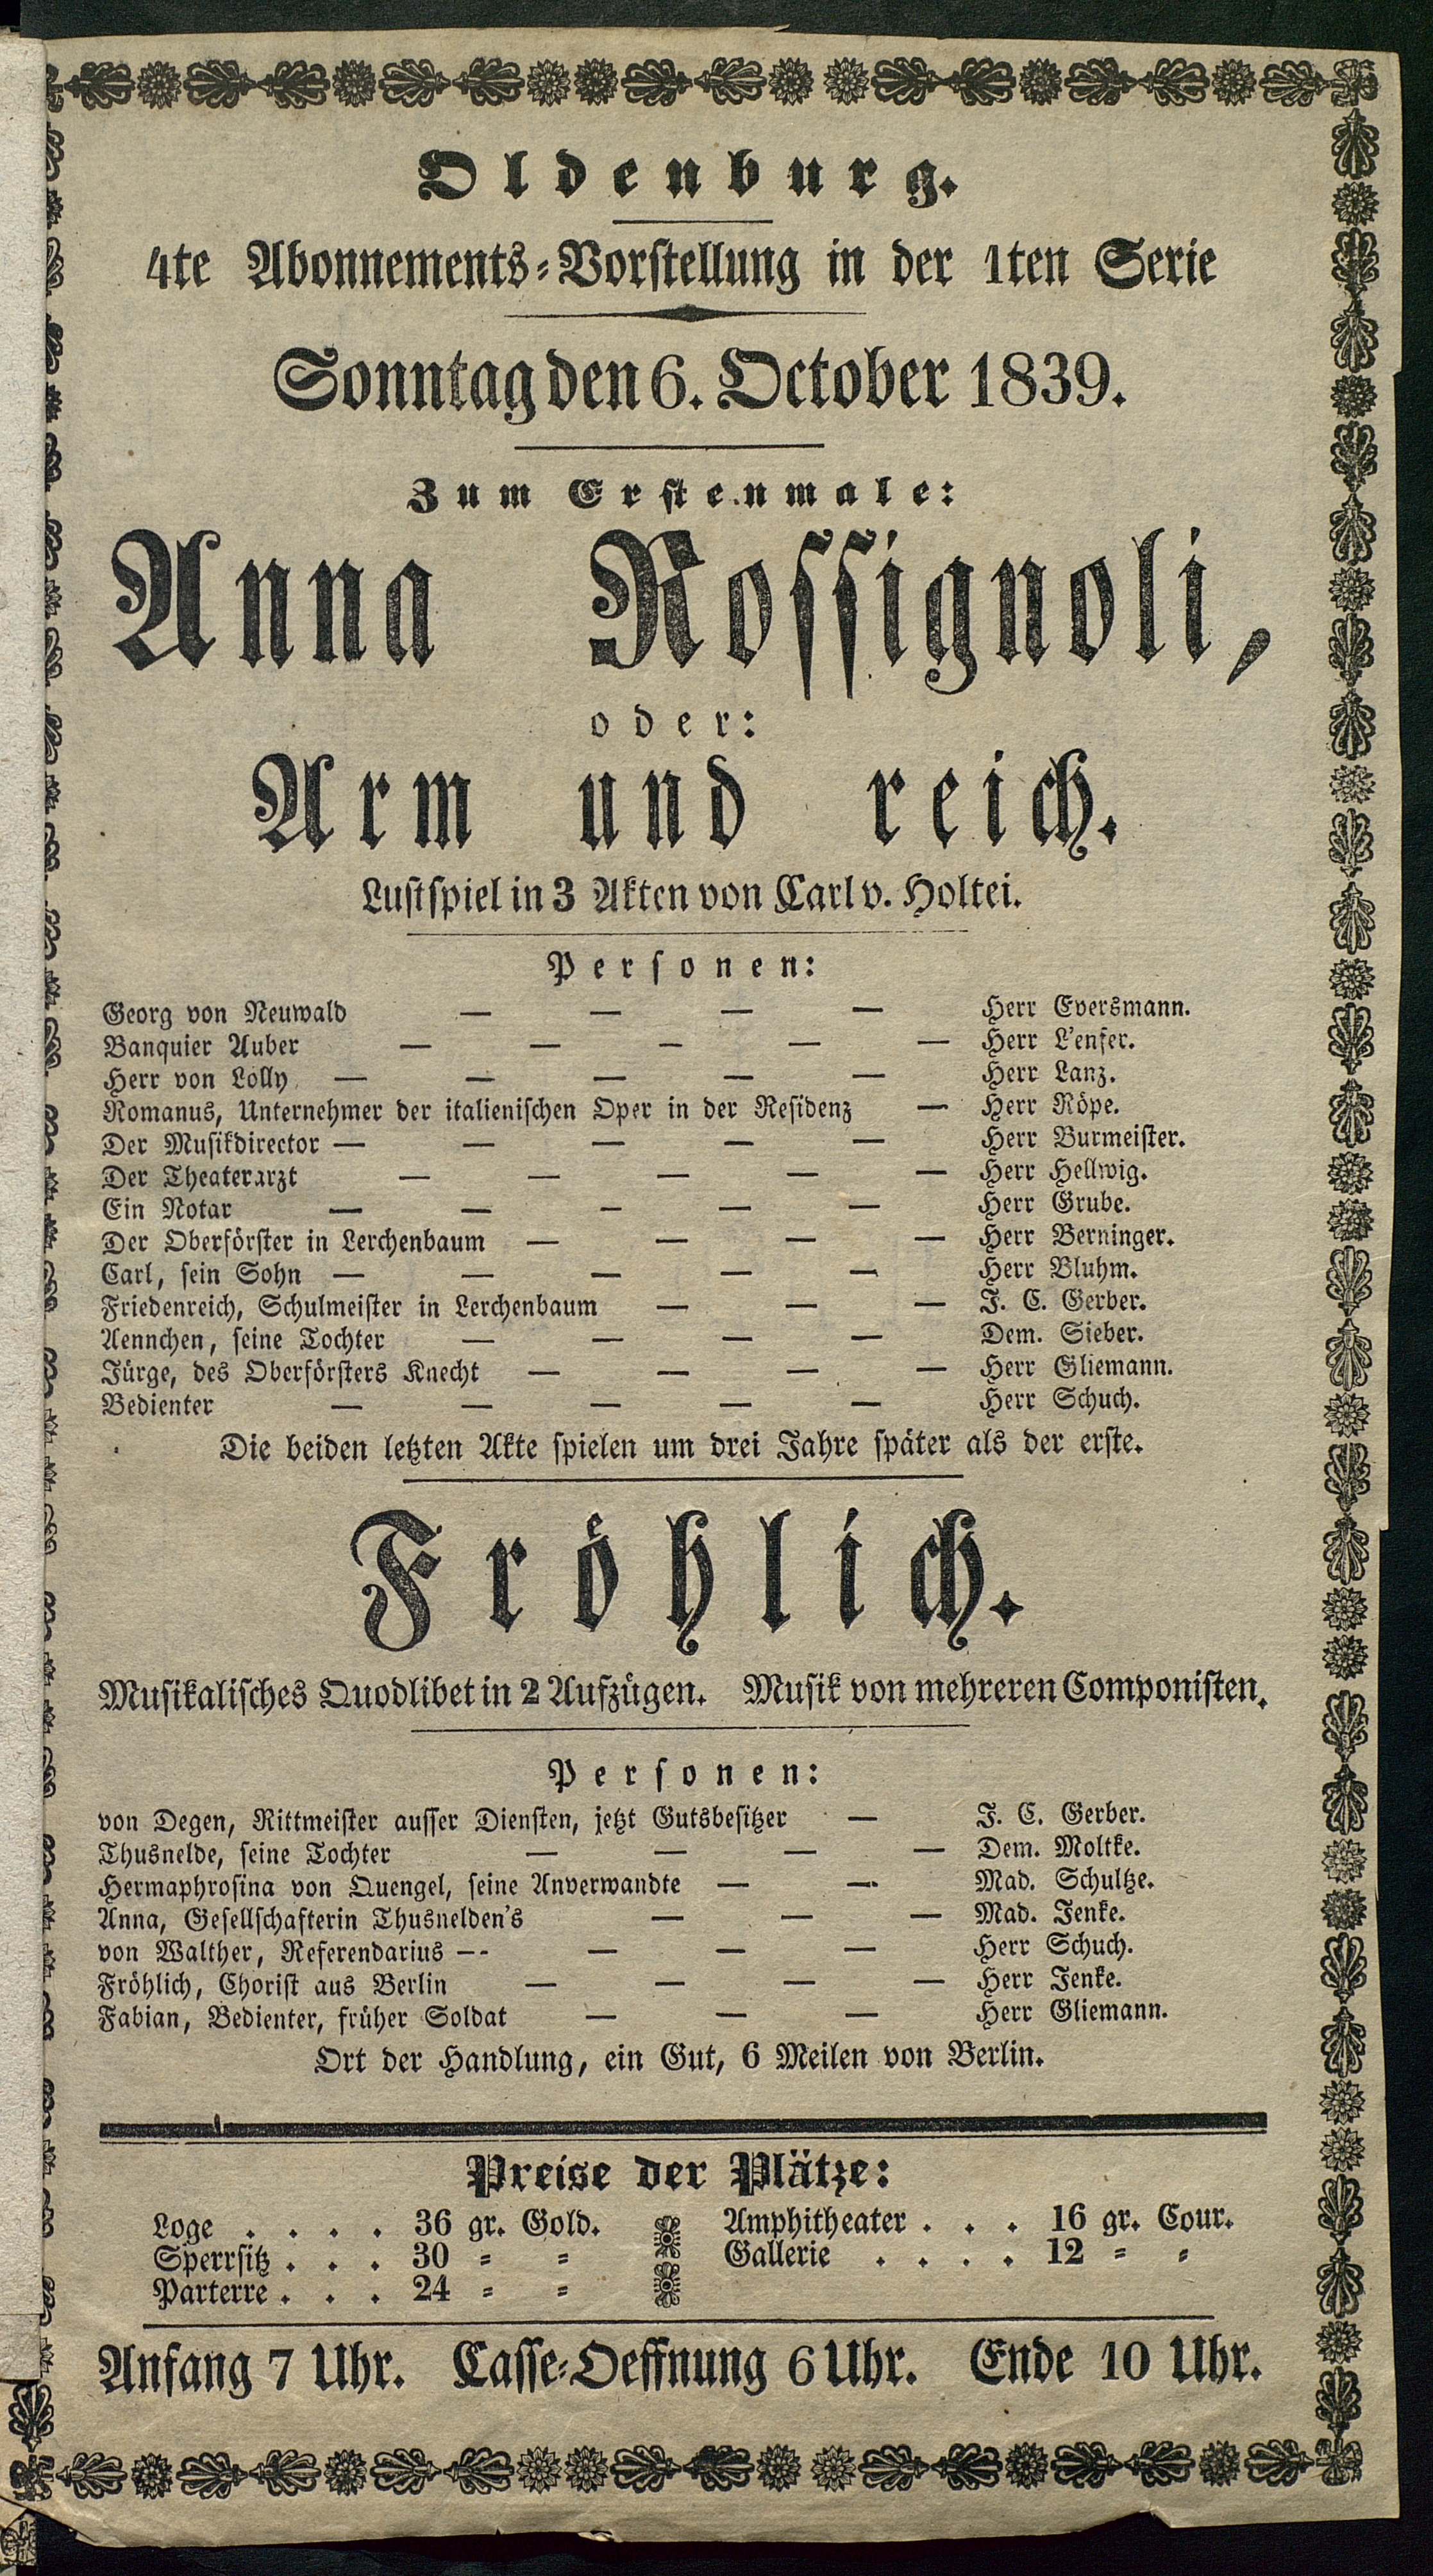 Oldenburg.
4te Abonnements-Vorstellung in der 1ten Serie
Sonntag den 6. October 1839.
Zum Erstenmale:
Anna Rossignoli,
oder:
Arm und reich.
Lustspiel in 3 Akten von Carl v. Holtei.
Personen:
Georg von Neuwald — — — — Herr Eversmann.
Banquier Auber — — — — — Herr L'enfer.
Herr von Lolly — — — — — Herr Lanz.
Romanus, Unternehmer der italienischen Oper in der Residenz — Herr Röpe.
Der Musikdirector — — — — — Herr Burmeister.
Der Theaterarzt — — — — — Herr Hellwig.
Ein Notar — — — — — Herr Grube.
Der Oberförster in Lerchenbaum — — — — Herr Berninger.
Carl, sein Sohn — — — — — Herr Bluhm.
Friedenreich, Schulmeister in Lerchenbaum — — — J. C. Gerber.
Aennchen, seine Tochter — — — — Dem. Sieber.
Jürge, des Oberförsters Knecht — — — — Herr Gliemann.
Bedienter — — — — — Herr Schuch.
Die beiden letzten Akte spielen um drei Jahre später als der erste.
Fröhlich.
Musikalisches Quodlibet in 2 Aufzügen. Musik von mehreren Componisten.
Personen:
von Degen, Rittmeister ausser Diensten, jetzt Gutsbesitzer — J. C. Gerber.
Thusnelde, seine Tochter — — — — Dem. Moltke.
Hermaphrosina von Quengel, seine Anverwandte — — Mad. Schultze.
Anna, Gesellschafterin Thusnelden's — — — Mad. Jenke.
von Walther, Referendarius — — — — Herr Schuch.
Fröhlich, Chorist aus Berlin — — — — Herr Jenke.
Fabian, Bedienter, früher Soldat — — — Herr Gliemann.
Ort der Handlung, ein Gut, 6 Meilen von Berlin.
Preise der Plätze:
Loge . . . . 36 gr. Gold. Amphitheater . . . 16 gr. Cour.
Sperrsitz . . . 30 = = Gallerie . . . . 12 = =
Parterre . . . 24 = =
Anfang 7 Uhr. Casse-Oeffnung 6 Uhr. Ende 10 Uhr.